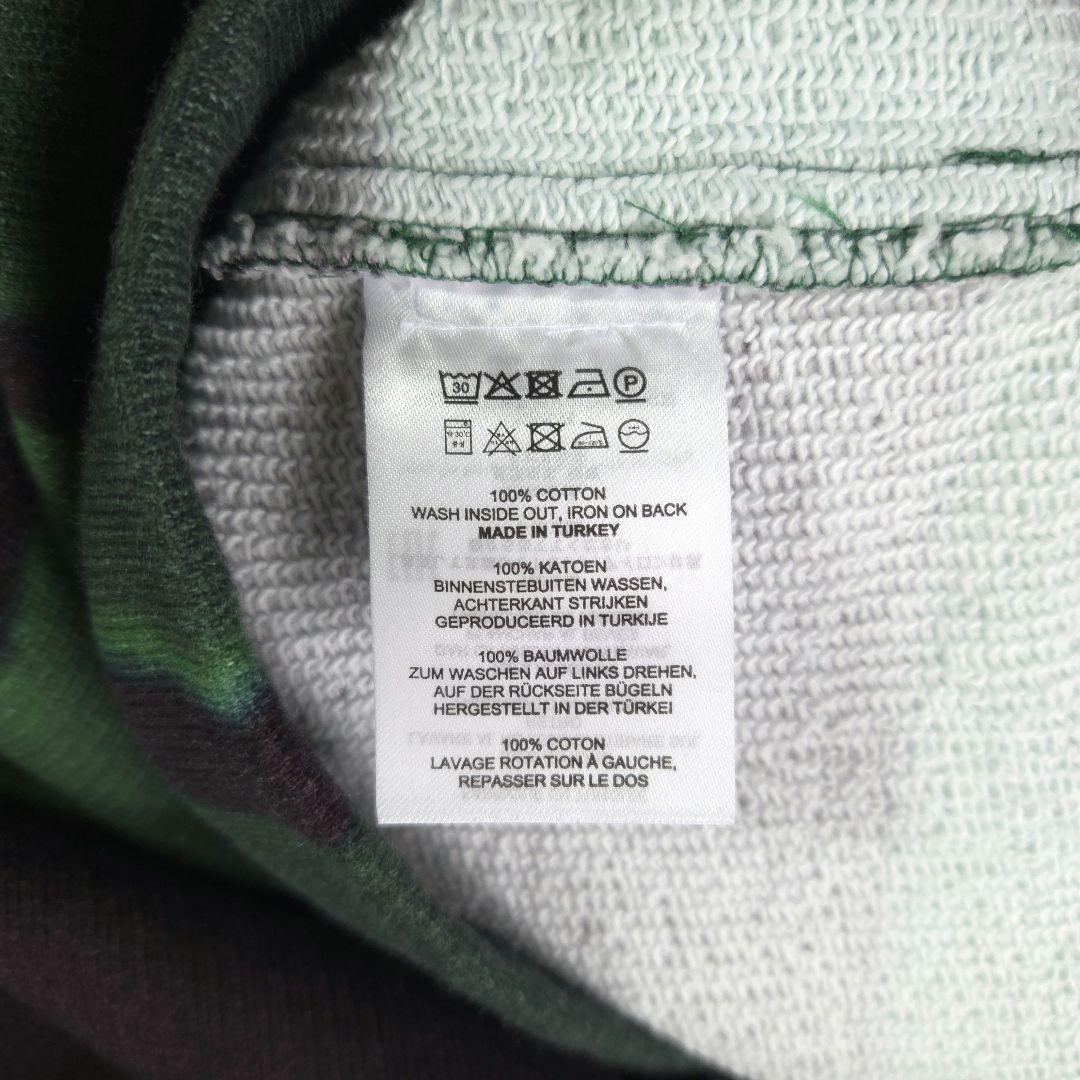 30
P
100% COTTON
WASH INSIDE OUT, IRON ON BACK
MADE IN TURKEY
100% KATOEN
BINNENSTEBUITEN WASSEN,
ACHTERKANT STRIJKEN
GEPRODUCEERD IN TURKIJE
100% BAUMWOLLE
ZUM WASCHEN AUF LINKS DREHEN,
AUF DER RÜCKSEITE BÜGELN
HERGESTELLT IN DER TÜRKEI
100% COTON
LAVAGE ROTATION À GAUCHE,
REPASSER SUR LE DOS